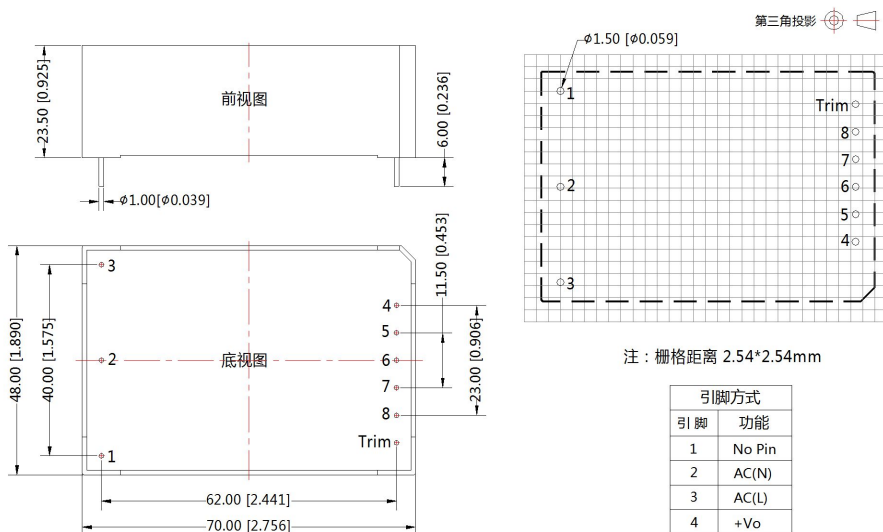 第三角投影
前视图
23.50 [0.925]
6.00 [0.236]
ϕ1.00[ϕ0.039]
ϕ1.50 [ϕ0.059]
1
2
3
Trim
8
7
6
5
4
3
2
1
底视图
4
5
6
7
8
Trim
48.00 [1.890]
40.00 [1.575]
11.50 [0.453]
23.00 [0.906]
62.00 [2.441]
70.00 [2.756]
注：栅格距离 2.54*2.54mm
引脚方式
引 脚 功能
1 No Pin
2 AC(N)
3 AC(L)
4 +Vo